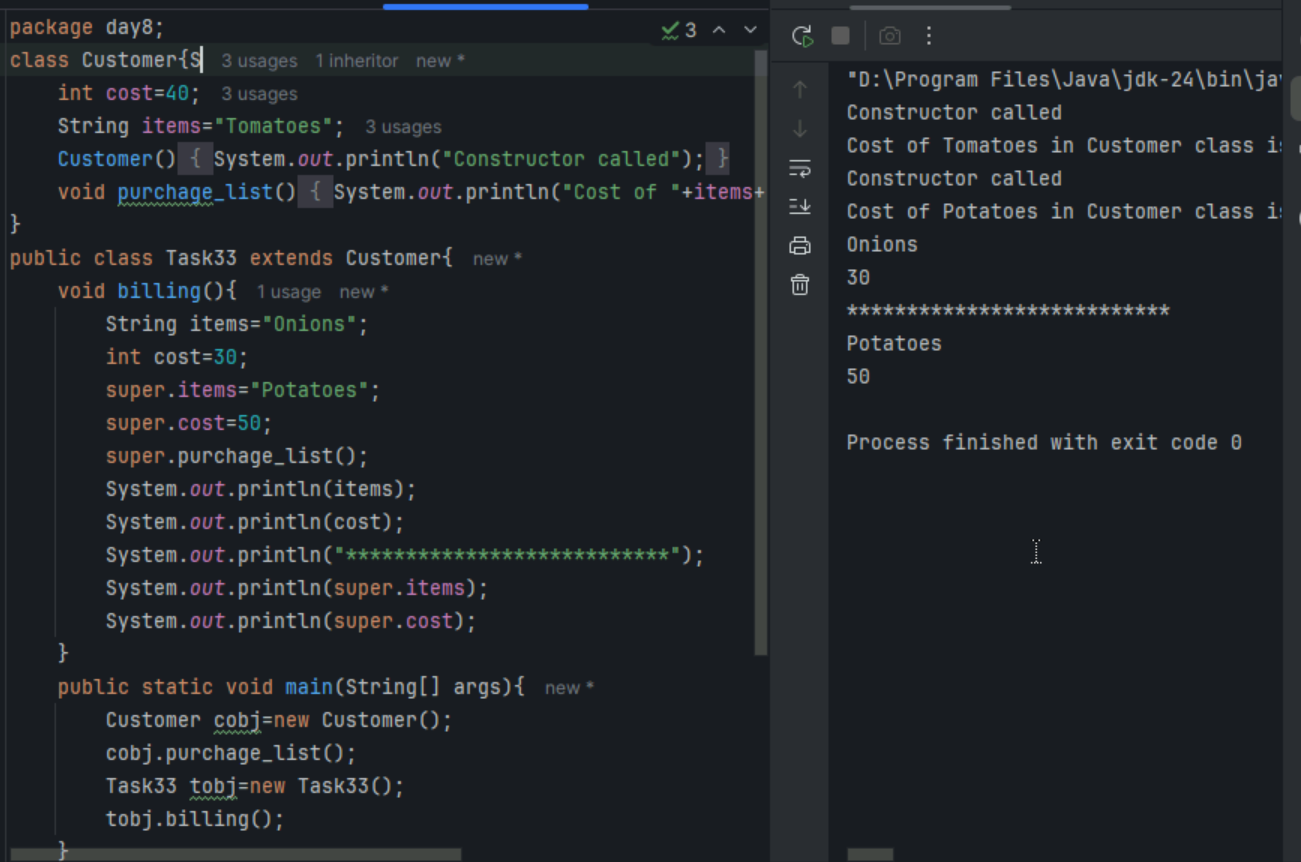 package day8;
3
class Customer{S 3 usages 1 inheritor new *
int cost=40; 3 usages
String items="Tomatoes"; 3 usages
Customer() { System.out.println("Constructor called"); }
void purchage_list() { System.out.println("Cost of "+items+
}
public class Task33 extends Customer{ new *
void billing(){ 1 usage new *
String items="Onions";
int cost=30;
super.items="Potatoes";
super.cost=50;
super.purchage_list();
System.out.println(items);
System.out.println(cost);
System.out.println("***************************");
System.out.println(super.items);
System.out.println(super.cost);
}
public static void main(String[] args){ new *
Customer cobj=new Customer();
cobj.purchage_list();
Task33 tobj=new Task33();
tobj.billing();
}
"D:\Program Files\Java\jdk-24\bin\jav
Constructor called
Cost of Tomatoes in Customer class is
Constructor called
Cost of Potatoes in Customer class is
Onions
30
***************************
Potatoes
50
Process finished with exit code 0